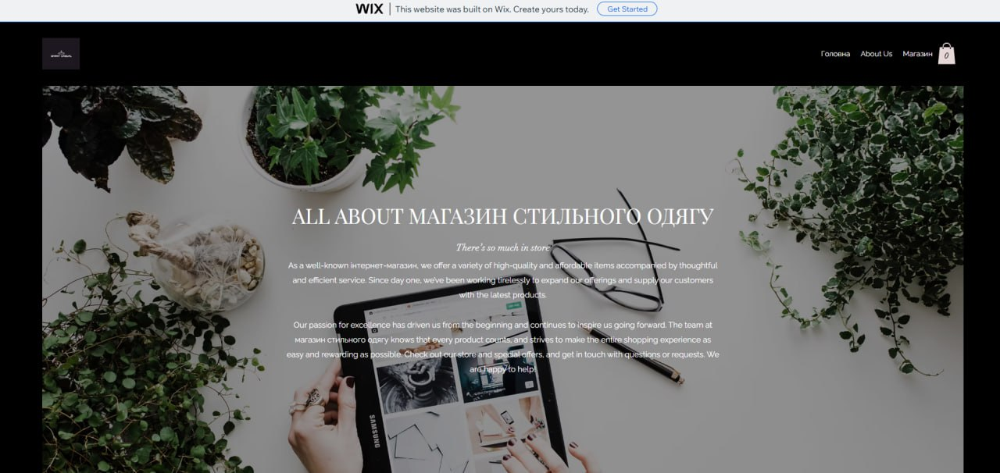 WIX | This website was built on Wix. Create yours today. Get Started
Головна About Us Магазин 0
ALL ABOUT МАГАЗИН СТИЛЬНОГО ОДЯГУ
There's so much in store
As a well-known інтернет-магазин, we offer a variety of high-quality and affordable items accompanied by thoughtful
and efficient service. Since day one, we've been working tirelessly to expand our offerings and supply our customers
with the latest products.
Our passion for excellence has driven us from the beginning and continues to inspire us going forward. The team at
магазин стильного одягу knows that every product counts, and strives to make the entire shopping experience as
easy and rewarding as possible. Check out our store and special offers, and get in touch with questions or requests. We
are happy to help!
SAMSUNG